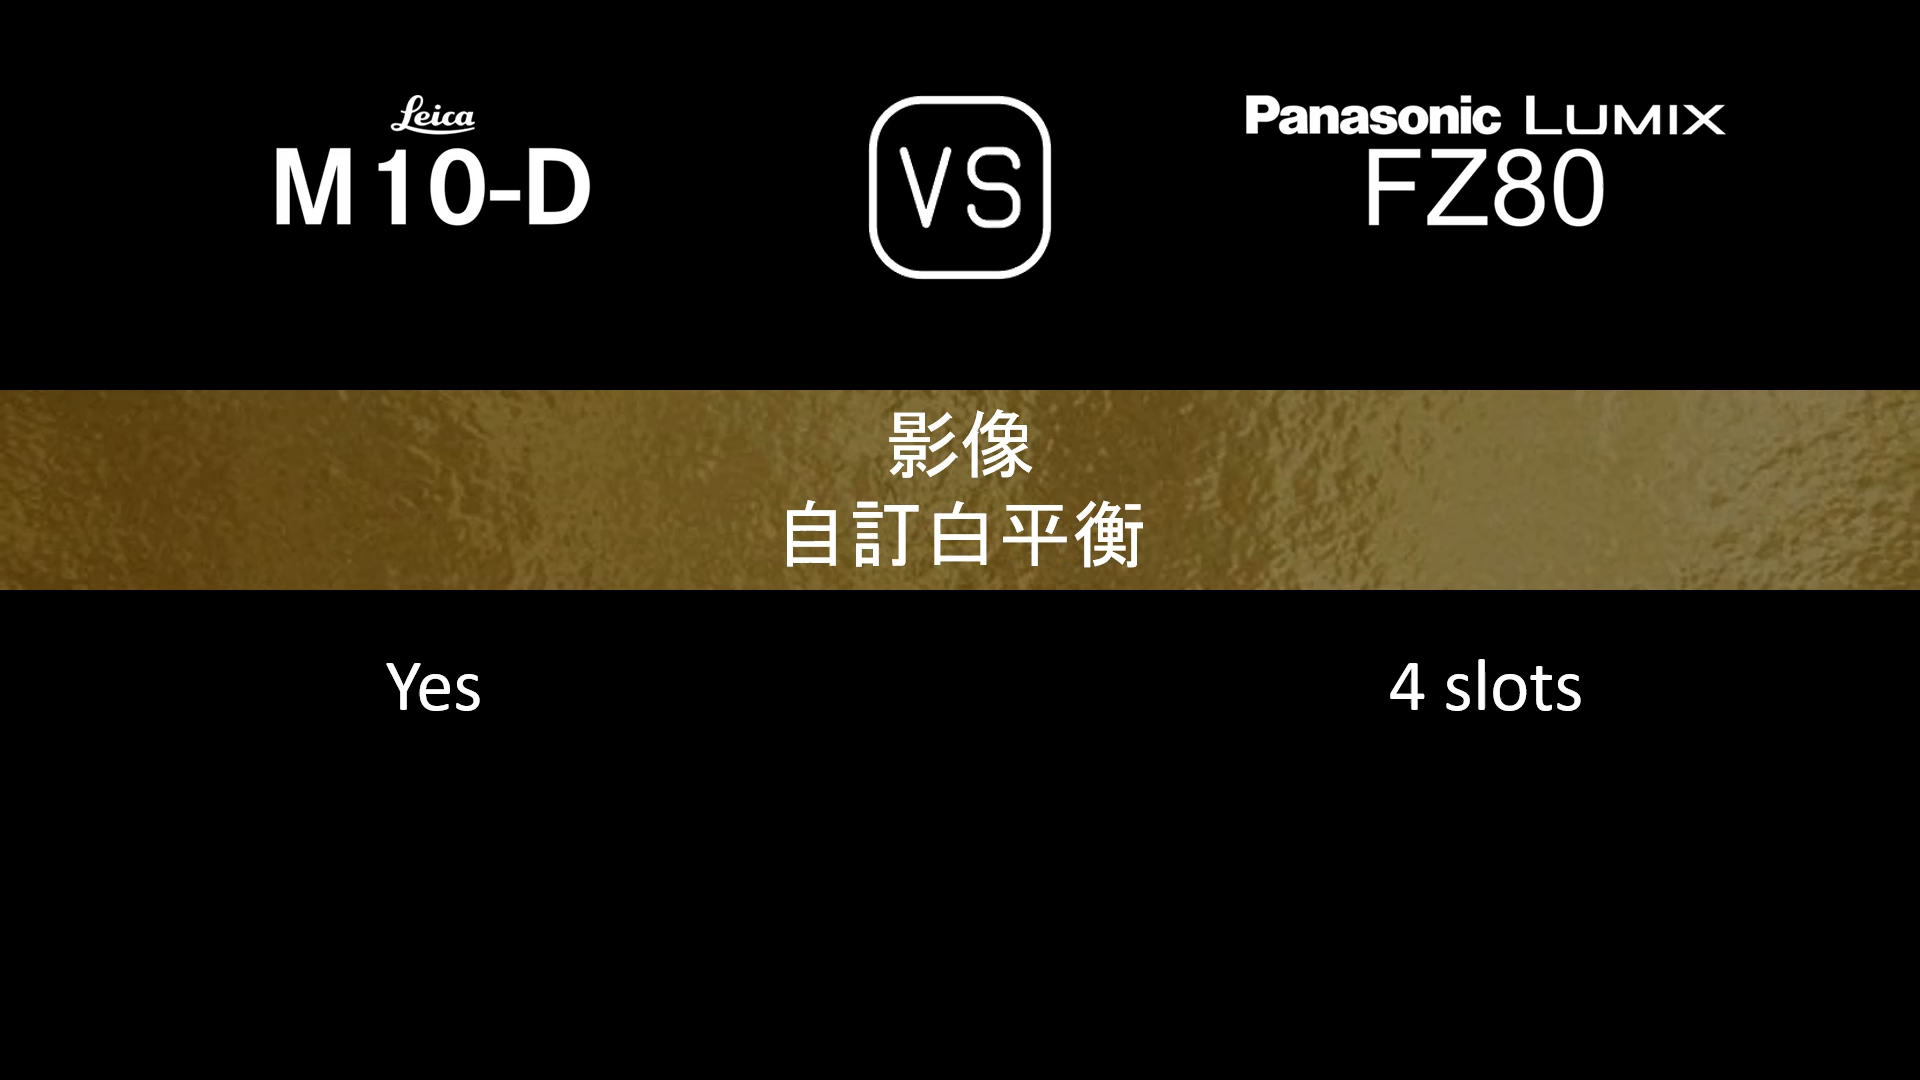 Leica
M10-D
VS
Panasonic LUMIX
FZ80
影像
自訂白平衡
Yes
4 slots